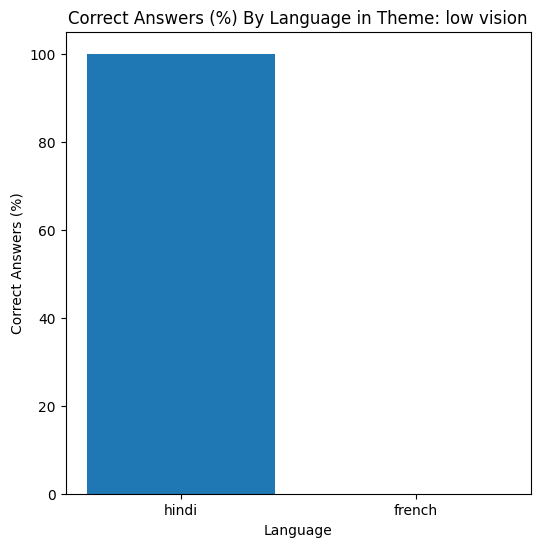 Correct Answers (%) By Language in Theme: low vision
100
80
60
40
20
0
Correct Answers (%)
hindi
french
Language